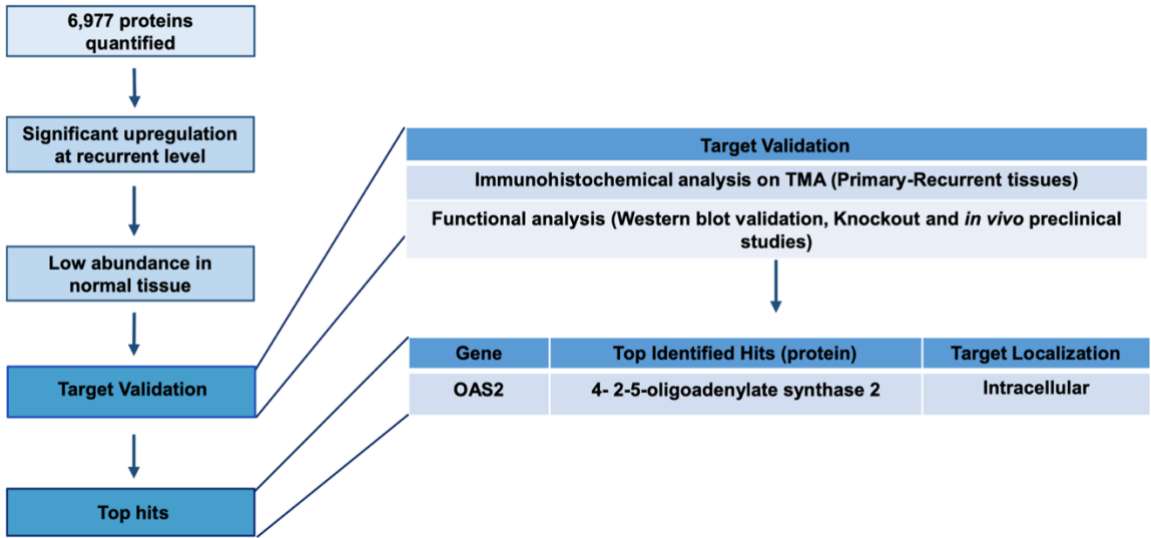 6,977 proteins
quantified
Significant upregulation
at recurrent level
Low abundance in
normal tissue
Target Validation
Top hits
Target Validation
Immunohistochemical analysis on TMA (Primary-Recurrent tissues)
Functional analysis (Western blot validation, Knockout and in vivo preclinical
studies)
Gene Top Identified Hits (protein) Target Localization
OAS2 4- 2-5-oligoadenylate synthase 2 Intracellular